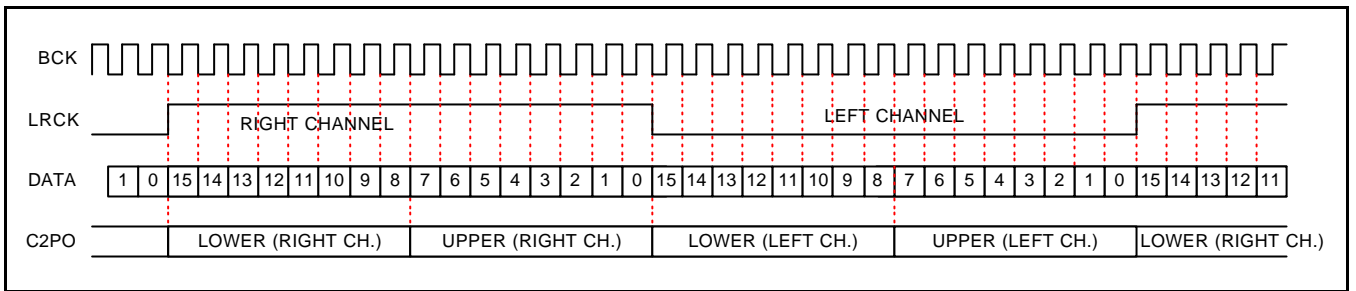 BCK
LRCK RIGHT CHANNEL LEFT CHANNEL
DATA 1 0 15 14 13 12 11 10 9 8 7 6 5 4 3 2 1 0 15 14 13 12 11 10 9 8 7 6 5 4 3 2 1 0 15 14 13 12 11
C2PO LOWER (RIGHT CH.) UPPER (RIGHT CH.) LOWER (LEFT CH.) UPPER (LEFT CH.) LOWER (RIGHT CH.)